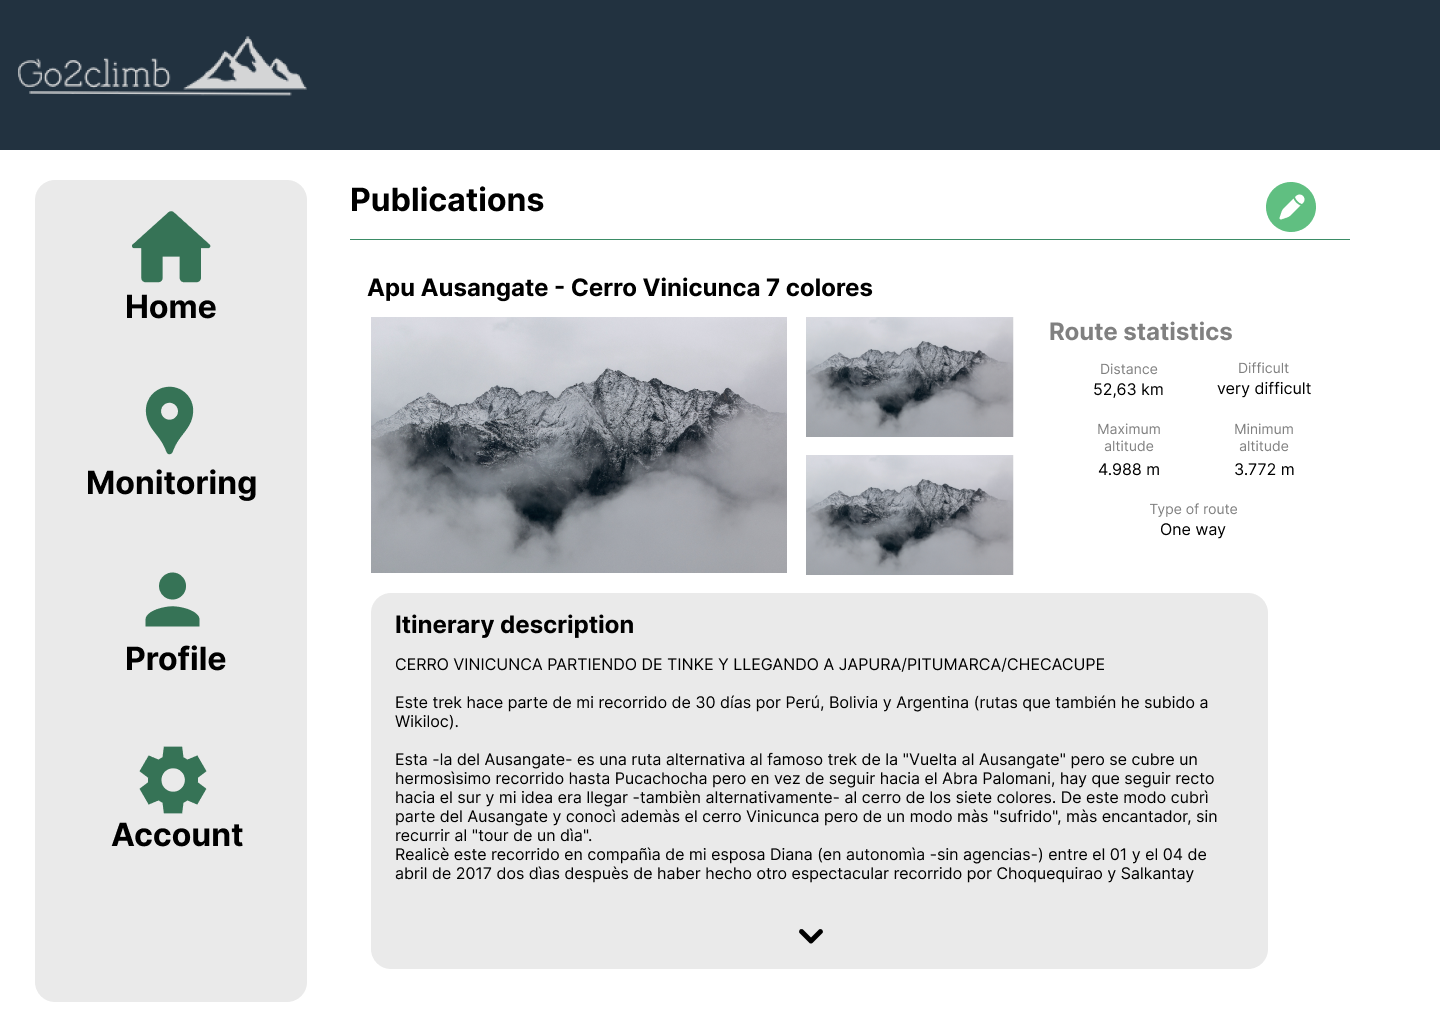 Go2climb
Home
Monitoring
Profile
Account
Publications
Apu Ausangate - Cerro Vinicunca 7 colores
Route statistics
Distance
52,63 km
Difficult
very difficult
Maximum
altitude
4.988 m
Minimum
altitude
3.772 m
Type of route
One way
Itinerary description
CERRO VINICUNCA PARTIENDO DE TINKE Y LLEGANDO A JAPURA/PITUMARCA/CHECACUPE
Este trek hace parte de mi recorrido de 30 días por Perú, Bolivia y Argentina (rutas que también he subido a
Wikiloc).
Esta -la del Ausangate- es una ruta alternativa al famoso trek de la "Vuelta al Ausangate" pero se cubre un
hermosìsimo recorrido hasta Pucachocha pero en vez de seguir hacia el Abra Palomani, hay que seguir recto
hacia el sur y mi idea era llegar -tambièn alternativamente- al cerro de los siete colores. De este modo cubrì
parte del Ausangate y conocì ademàs el cerro Vinicunca pero de un modo màs "sufrido", màs encantador, sin
recurrir al "tour de un dìa".
Realicè este recorrido en compañìa de mi esposa Diana (en autonomìa -sin agencias-) entre el 01 y el 04 de
abril de 2017 dos dìas despuès de haber hecho otro espectacular recorrido por Choquequirao y Salkantay